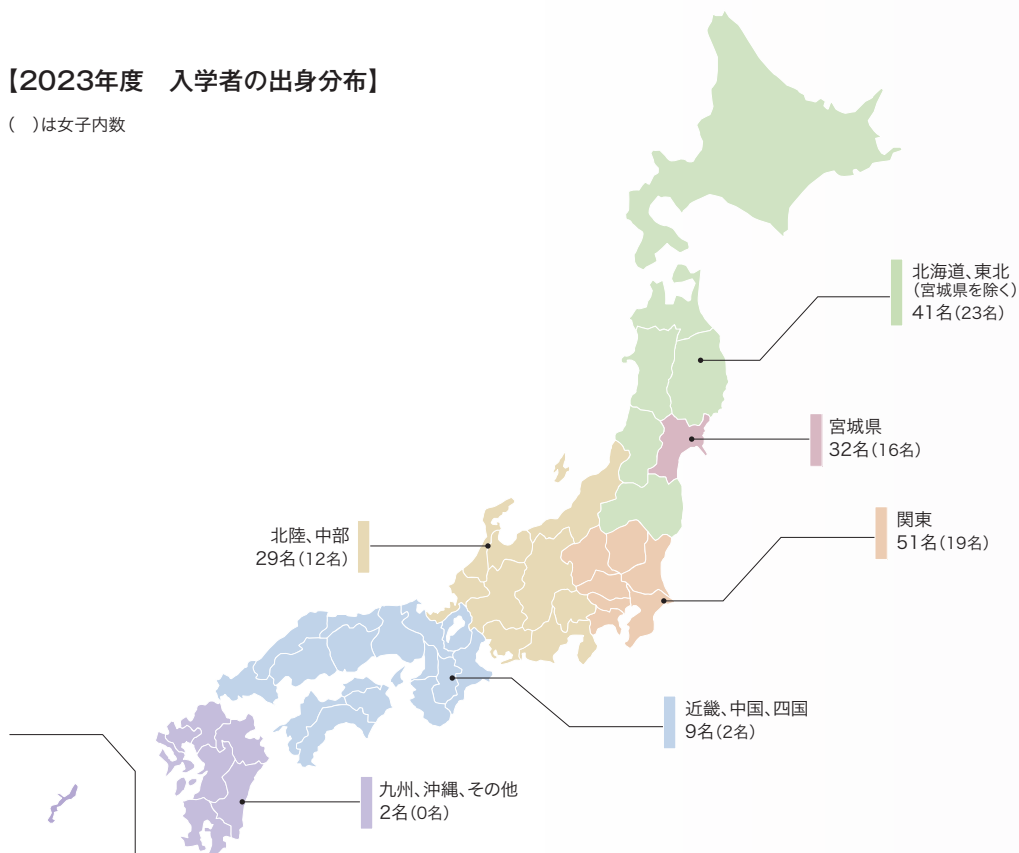 【2023年度　入学者の出身分布】
(　)は女子内数
北海道、東北
(宮城県を除く)
41名(23名)
宮城県
32名(16名)
関東
51名(19名)
北陸、中部
29名(12名)
近畿、中国、四国
9名(2名)
九州、沖縄、その他
2名(0名)